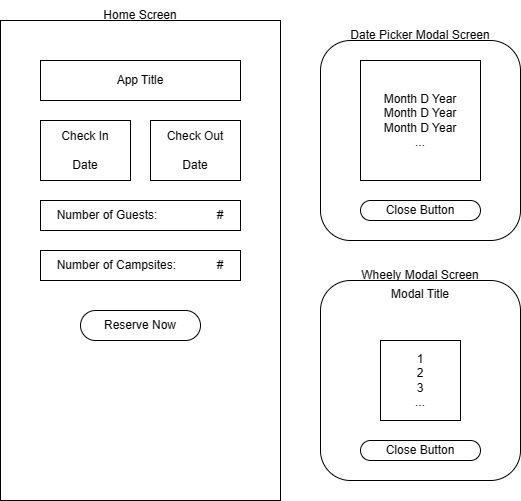 Home Screen
App Title
Check In
Date
Check Out
Date
Number of Guests: #
Number of Campsites: #
Reserve Now
Date Picker Modal Screen
Month D Year
Month D Year
Month D Year
...
Close Button
Wheely Modal Screen
Modal Title
1
2
3
...
Close Button